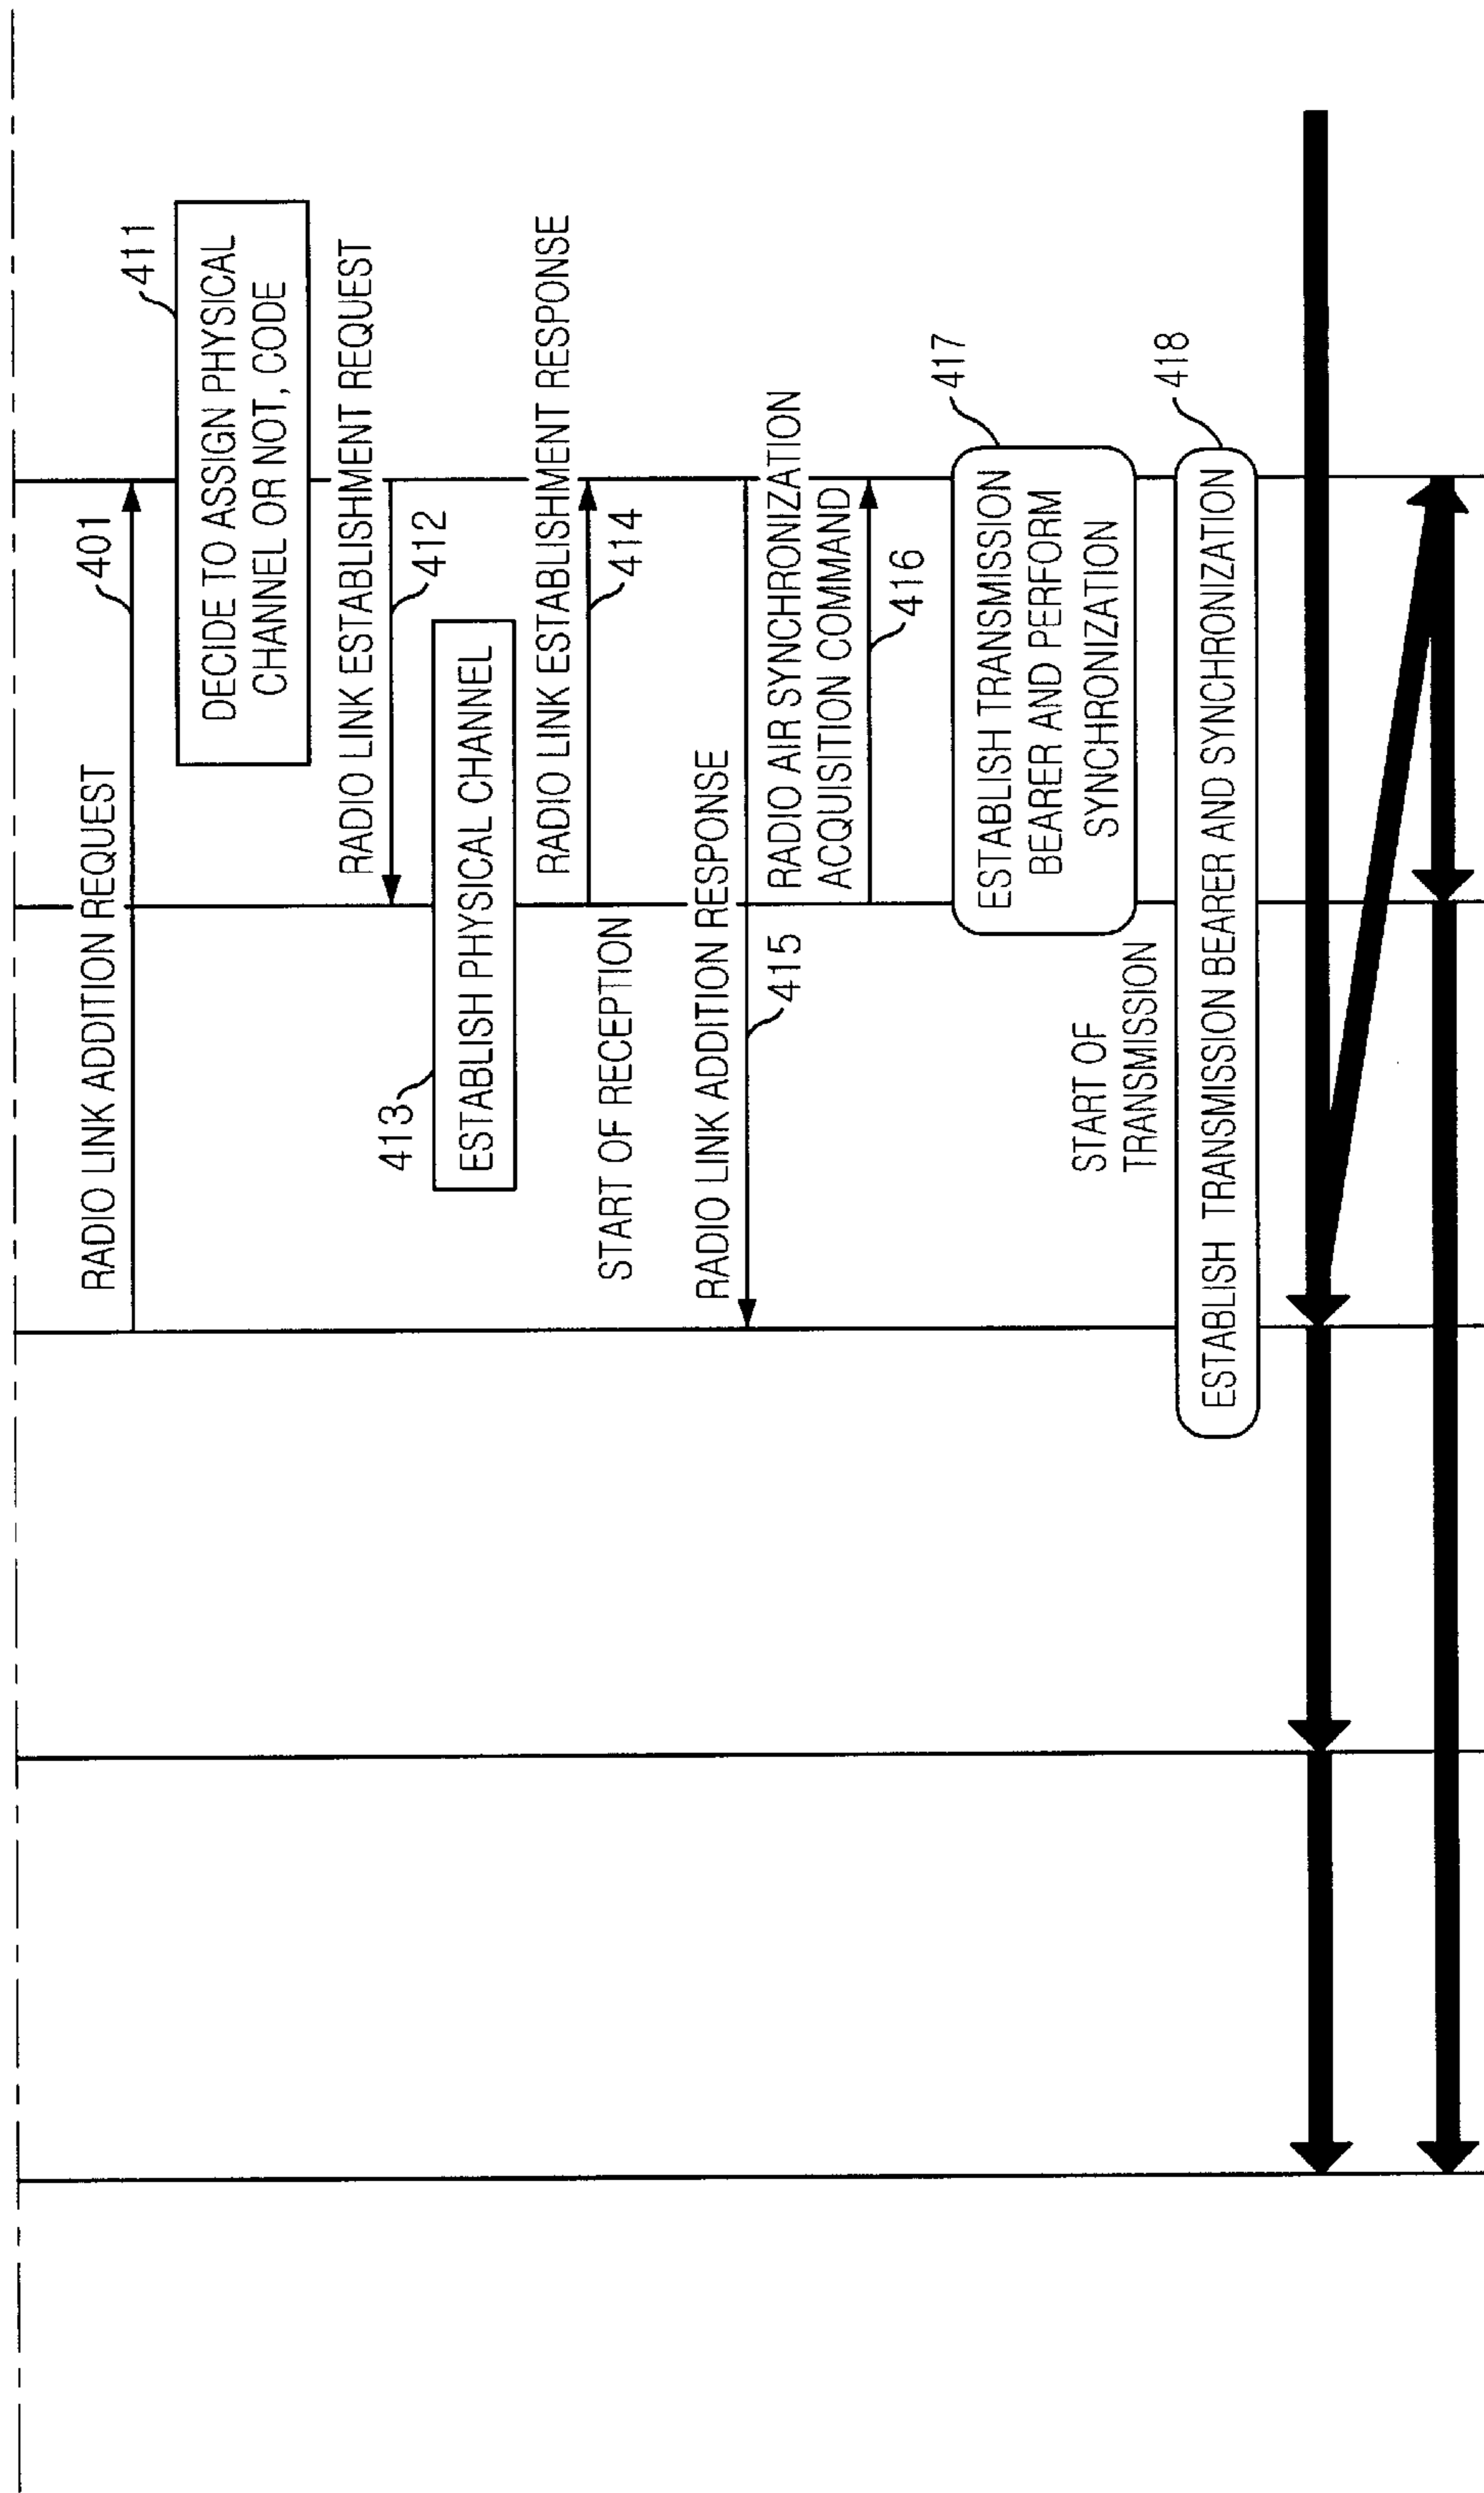 RADIO LINK ADDITION REQUEST
401
411
DECIDE TO ASSIGN PHYSICAL
CHANNEL OR NOT, CODE
RADIO LINK ESTABLISHMENT REQUEST
412
413
ESTABLISH PHYSICAL CHANNEL
RADIO LINK ESTABLISHMENT RESPONSE
414
START OF RECEPTION
RADIO LINK ADDITION RESPONSE
415
RADIO AIR SYNCHRONIZATION
ACQUISITION COMMAND
416
417
ESTABLISH TRANSMISSION
BEARER AND PERFORM
SYNCHRONIZATION
START OF
TRANSMISSION
418
ESTABLISH TRANSMISSION BEARER AND SYNCHRONIZATION